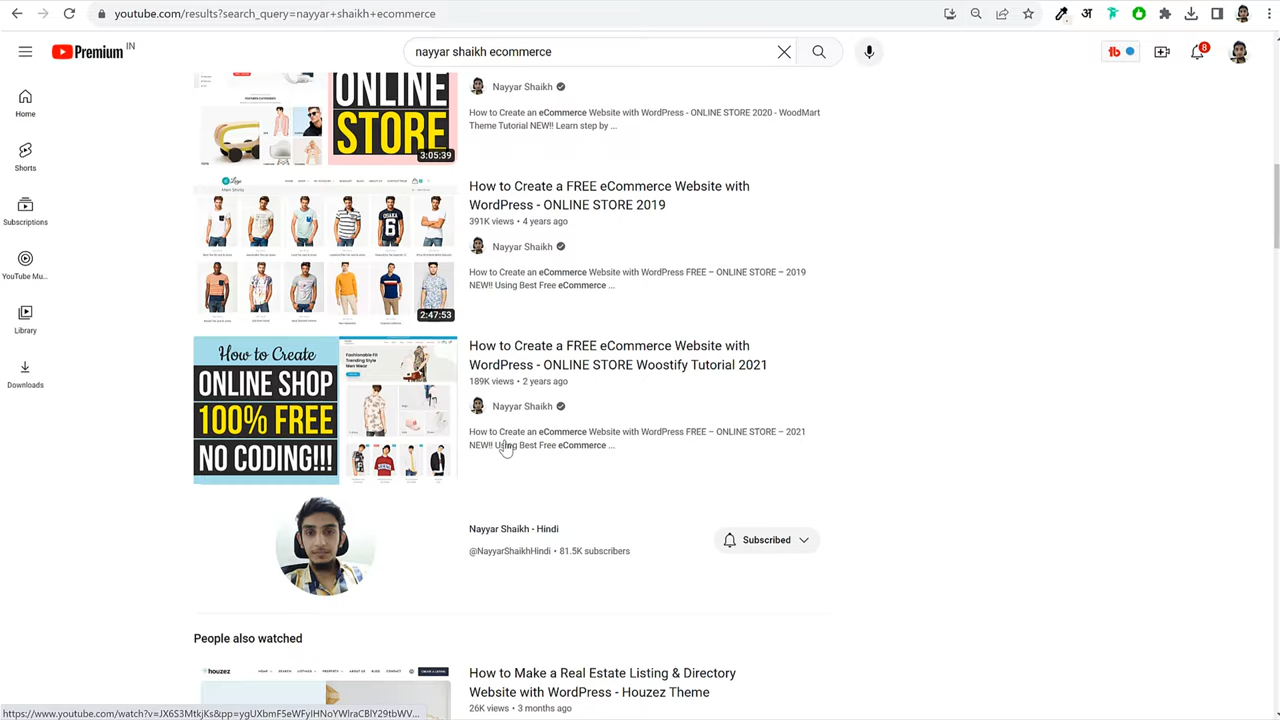 youtube.com/results?search_query=nayyar+shaikh+ecommerce
अ
Premium IN
nayyar shaikh ecommerce
tb
8
Home
Shorts
Subscriptions
YouTube Mu...
Library
Downloads
ONLINE
STORE
3:05:39
Nayyar Shaikh
How to Create an eCommerce Website with WordPress - ONLINE STORE 2020 - WoodMart
Theme Tutorial NEW!! Learn step by ...
2:47:53
How to Create a FREE eCommerce Website with
WordPress - ONLINE STORE 2019
391K views • 4 years ago
Nayyar Shaikh
How to Create an eCommerce Website with WordPress FREE – ONLINE STORE – 2019
NEW!! Using Best Free eCommerce ...
How to Create
ONLINE SHOP
100% FREE
NO CODING!!!
Fashionable Fit
Trending Style
Men Wear
How to Create a FREE eCommerce Website with
WordPress - ONLINE STORE Woostify Tutorial 2021
189K views • 2 years ago
Nayyar Shaikh
How to Create an eCommerce Website with WordPress FREE – ONLINE STORE – 2021
NEW!! Using Best Free eCommerce ...
Nayyar Shaikh - Hindi
@NayyarShaikhHindi • 81.5K subscribers
Subscribed
People also watched
houzez
How to Make a Real Estate Listing & Directory
Website with WordPress - Houzez Theme
26K views • 3 months ago